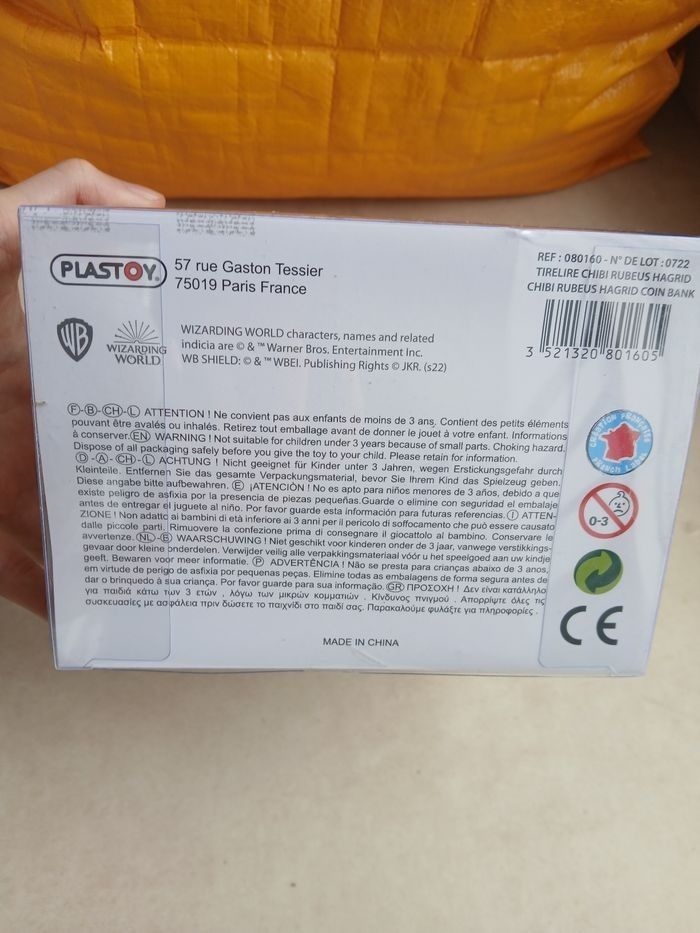 PLASTOY
57 rue Gaston Tessier
75019 Paris France
REF : 080160 - N° DE LOT : 0722
TIRELIRE CHIBI RUBEUS HAGRID
CHIBI RUBEUS HAGRID COIN BANK
3 521320 801605
WB
WIZARDING
WORLD
WIZARDING WORLD characters, names and related
indicia are © & ™ Warner Bros. Entertainment Inc.
WB SHIELD: © & ™ WBEI. Publishing Rights © JKR. (s22)
Ⓕ-Ⓑ-(CH)-Ⓛ ATTENTION ! Ne convient pas aux enfants de moins de 3 ans. Contient des petits éléments
pouvant être avalés ou inhalés. Retirez tout emballage avant de donner le jouet à votre enfant. Informations
à conserver. (EN) WARNING ! Not suitable for children under 3 years because of small parts. Choking hazard.
Dispose of all packaging safely before you give the toy to your child. Please retain for information.
Ⓓ-Ⓐ-(CH)-Ⓛ ACHTUNG ! Nicht geeignet für Kinder unter 3 Jahren, wegen Erstickungsgefahr durch
Kleinteile. Entfernen Sie das gesamte Verpackungsmaterial, bevor Sie Ihrem Kind das Spielzeug geben.
Diese angabe bitte aufbewahren. Ⓔ ¡ATENCIÓN! No es apto para niños menores de 3 años, debido a que
existe peligro de asfixia por la presencia de piezas pequeñas.Guarde o elimine con seguridad el embalaje
antes de entregar el juguete al niño. Por favor guardar esta información para futuras referencias. Ⓘ ATTEN-
ZIONE ! Non adatto ai bambini di età inferiore ai 3 anni per il pericolo di soffocamento che può essere causato
dalle piccole parti. Rimuovere la confezione prima di consegnare il giocattolo al bambino. Conservare le
avvertenze. (NL)-Ⓑ WAARSCHUWING ! Niet geschikt voor kinderen onder de 3 jaar, vanwege verstikkings-
gevaar door kleine onderdelen. Verwijder veilig alle verpakkingsmateriaal vóór u het speelgoed aan uw kindje
geeft. Bewaren voor meer informatie. Ⓟ ADVERTÊNCIA ! Não se presta para crianças abaixo de 3 anos,
em virtude de perigo de asfixia por pequenas peças. Elimine todas as embalagens de forma segura antes de
dar o brinquedo à sua criança. Por favor guarde para sua informação. (GR) ΠΡΟΣΟΧΗ ! Δεν είναι κατάλληλο
για παιδιά κάτω των 3 ετών , λόγω των μικρών κομματιών . Κίνδυνος πνιγμού . Απορρίψτε όλες τις
συσκευασίες με ασφάλεια πριν δώσετε το παιχνίδι στο παιδί σας. Παρακαλούμε φυλάξτε για πληροφορίες .
CRÉATION FRANÇAISE
French
0-3
CE
MADE IN CHINA